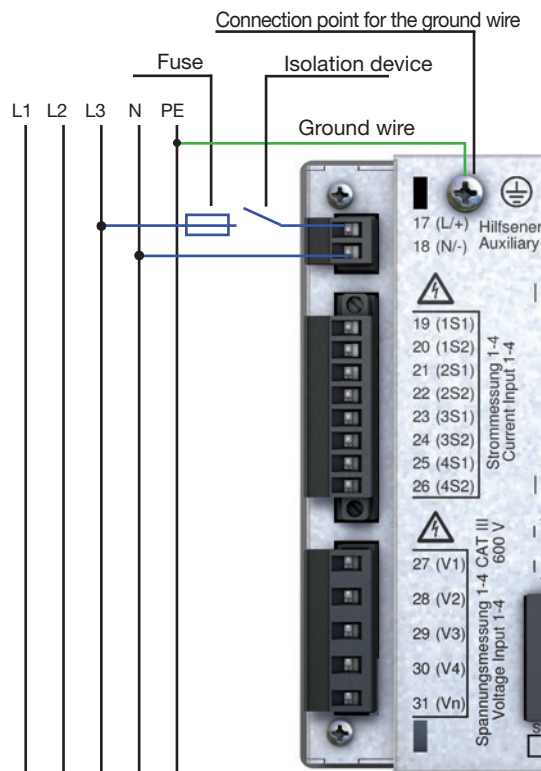 Connection point for the ground wire
Fuse
Isolation device
L1 L2 L3 N PE
Ground wire
17 (L/+) Hilfsener
18 (N/-) Auxiliary
19 (1S1)
20 (1S2)
21 (2S1)
22 (2S2)
23 (3S1)
24 (3S2)
25 (4S1)
26 (4S2)
Strommessung 1-4
Current Input 1-4
27 (V1)
28 (V2)
29 (V3)
30 (V4)
31 (Vn)
Spannungsmessung 1-4 CAT III
Voltage Input 1-4 600 V